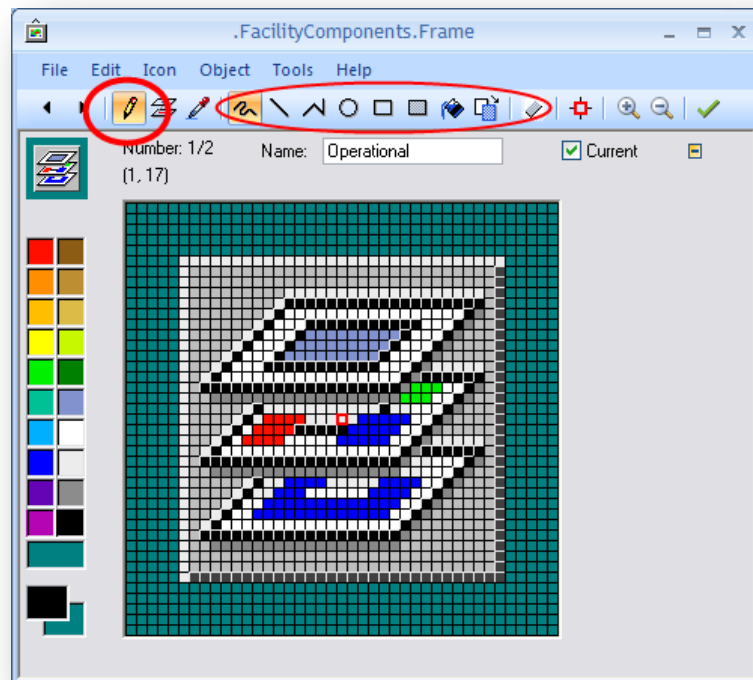 .FacilityComponents.Frame
File Edit Icon Object Tools Help
Number: 1/2 Name: Operational Current
(1, 17)